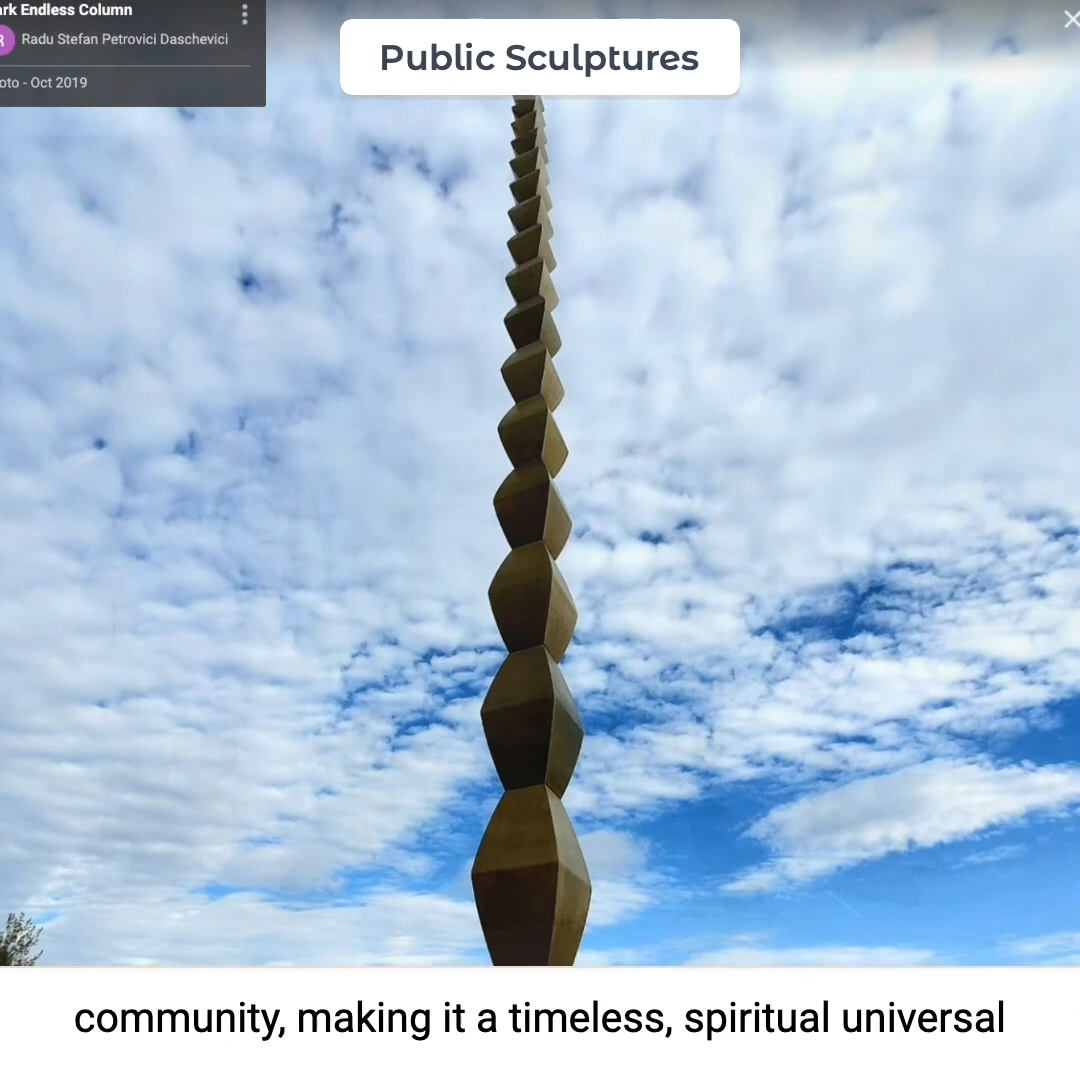 ark Endless Column
R
Radu Stefan Petrovici Daschevici
oto - Oct 2019
Public Sculptures
community, making it a timeless, spiritual universal